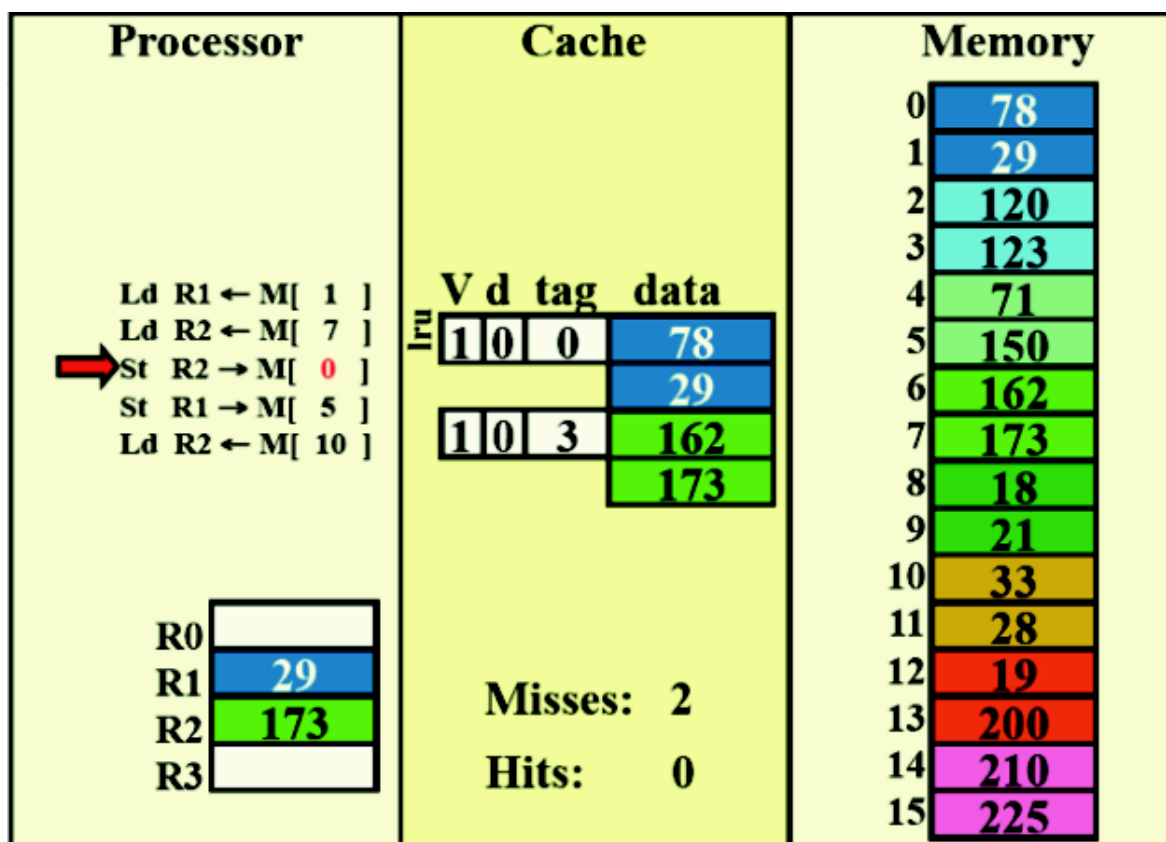 Processor
Ld R1 ← M[ 1 ]
Ld R2 ← M[ 7 ]
St R2 → M[ 0 ]
St R1 → M[ 5 ]
Ld R2 ← M[ 10 ]
R0
R1 29
R2 173
R3
Cache
V d tag data
lru
1 0 0 78
29
1 0 3 162
173
Misses: 2
Hits: 0
Memory
0 78
1 29
2 120
3 123
4 71
5 150
6 162
7 173
8 18
9 21
10 33
11 28
12 19
13 200
14 210
15 225